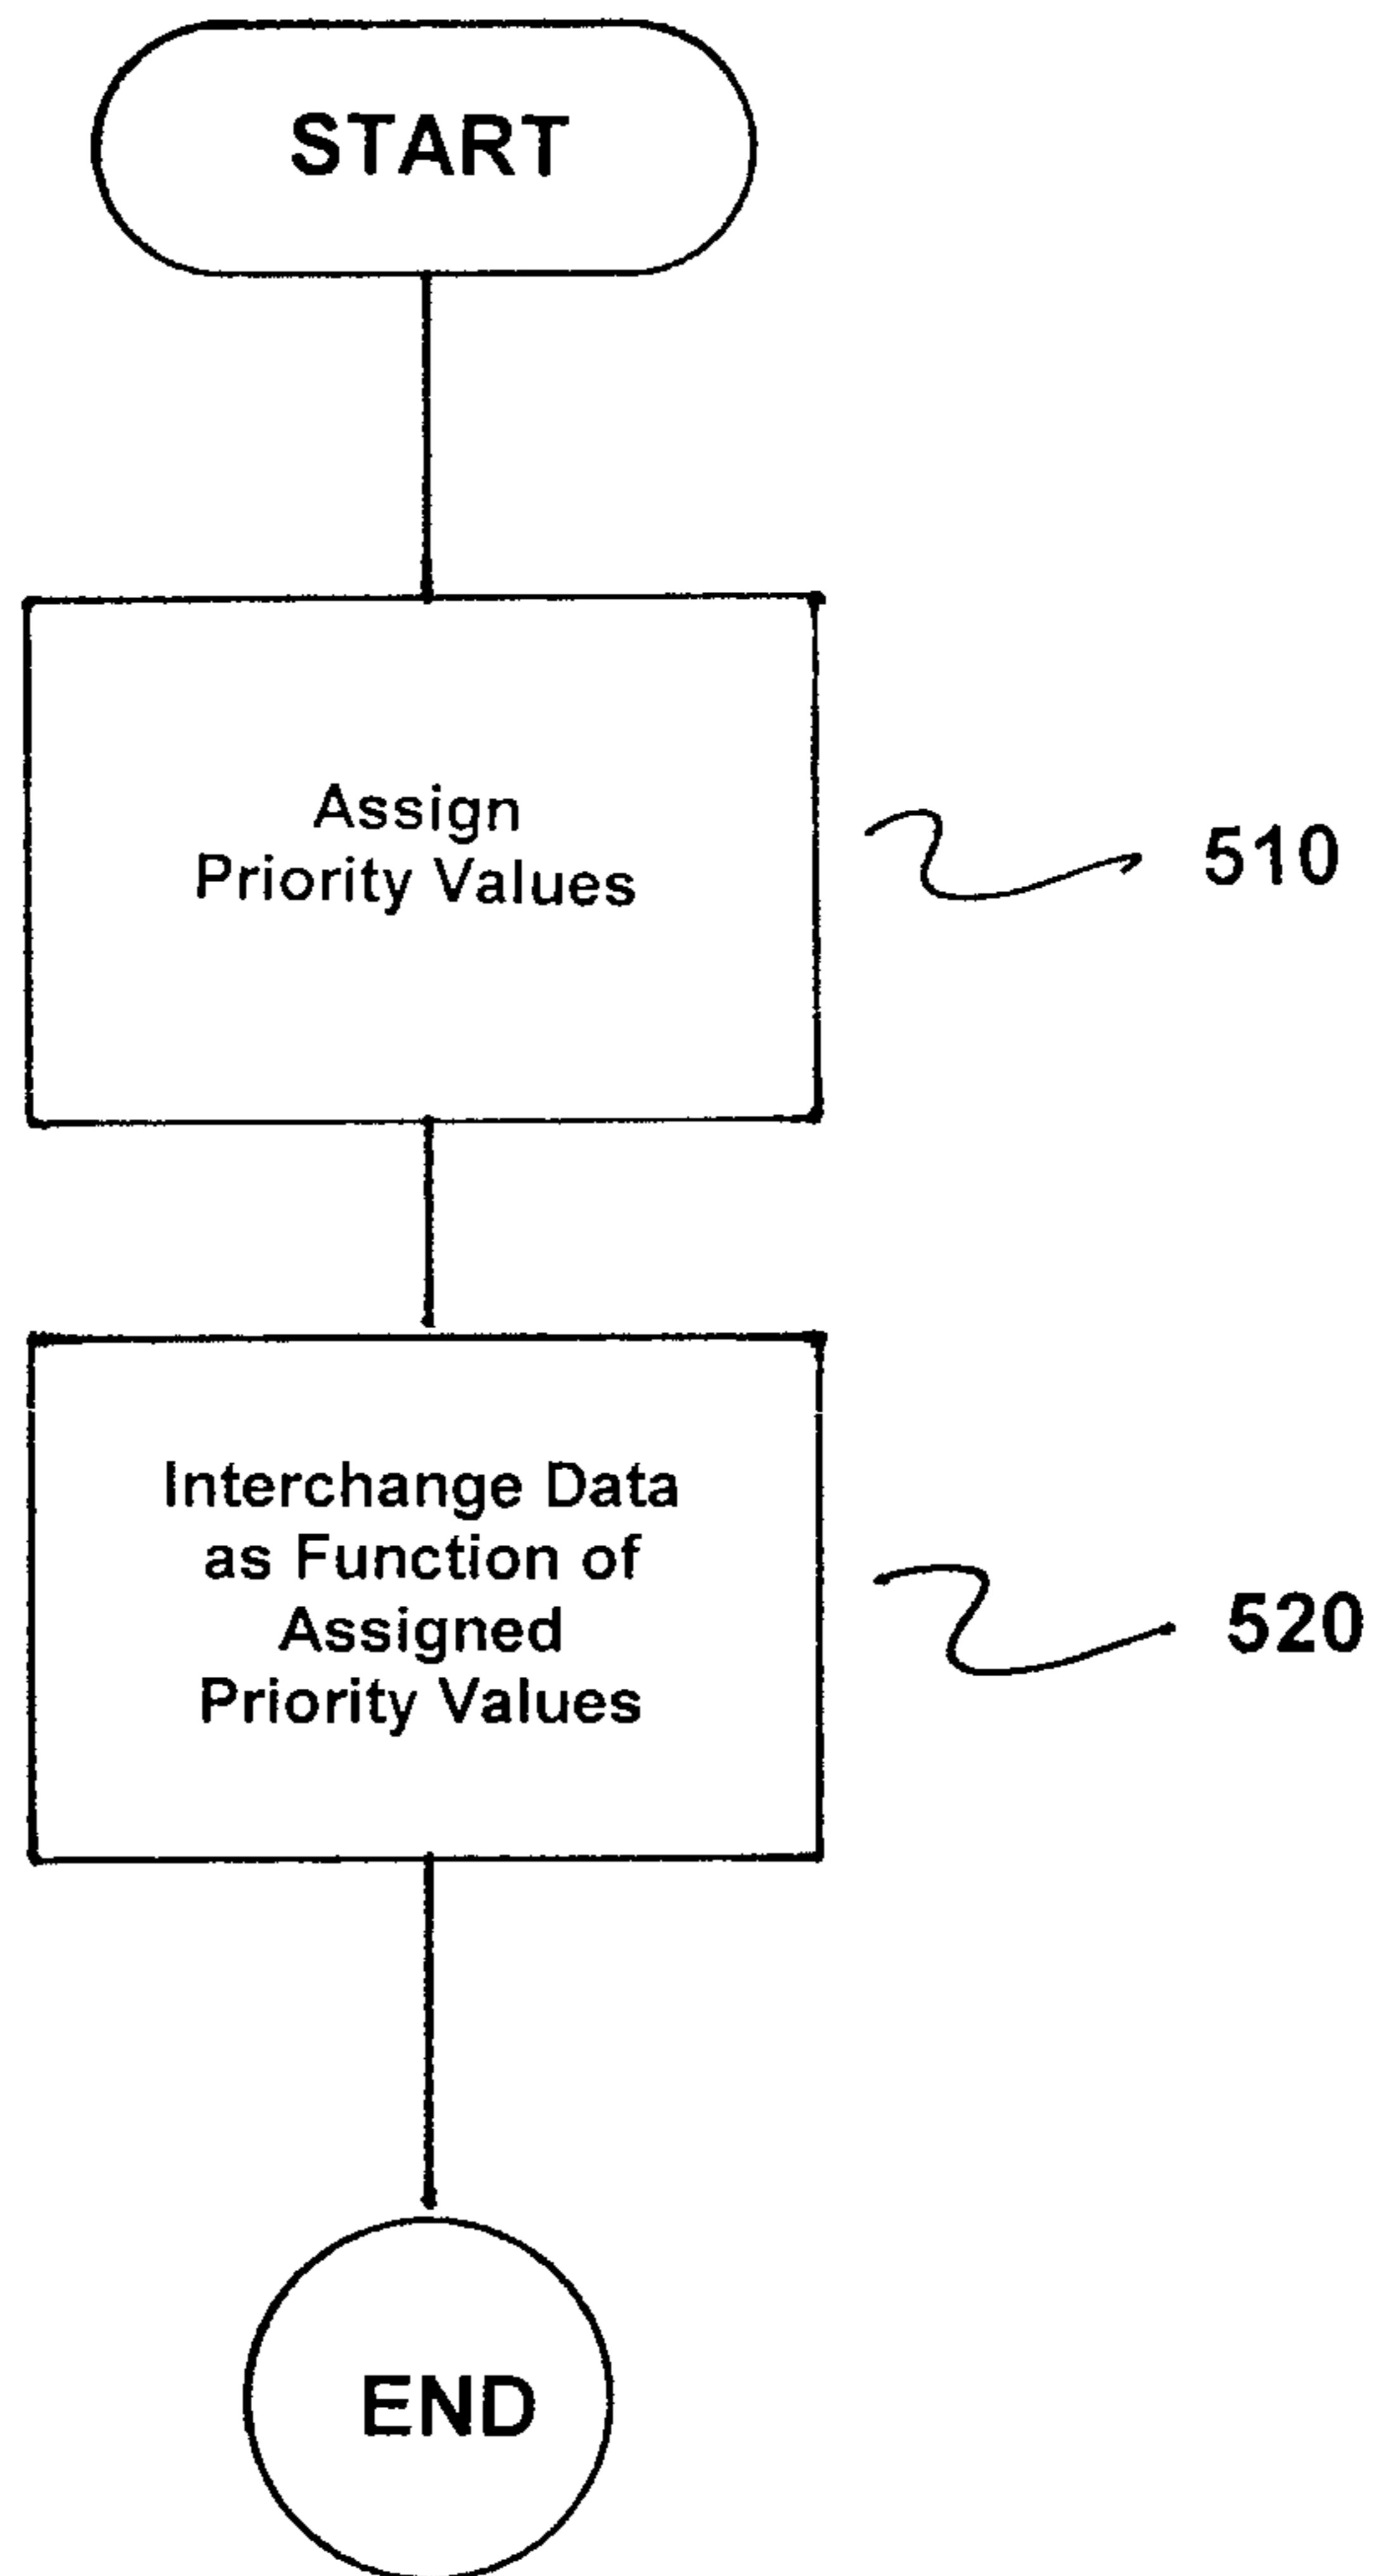 START
Assign
Priority Values
510
Interchange Data
as Function of
Assigned
Priority Values
520
END